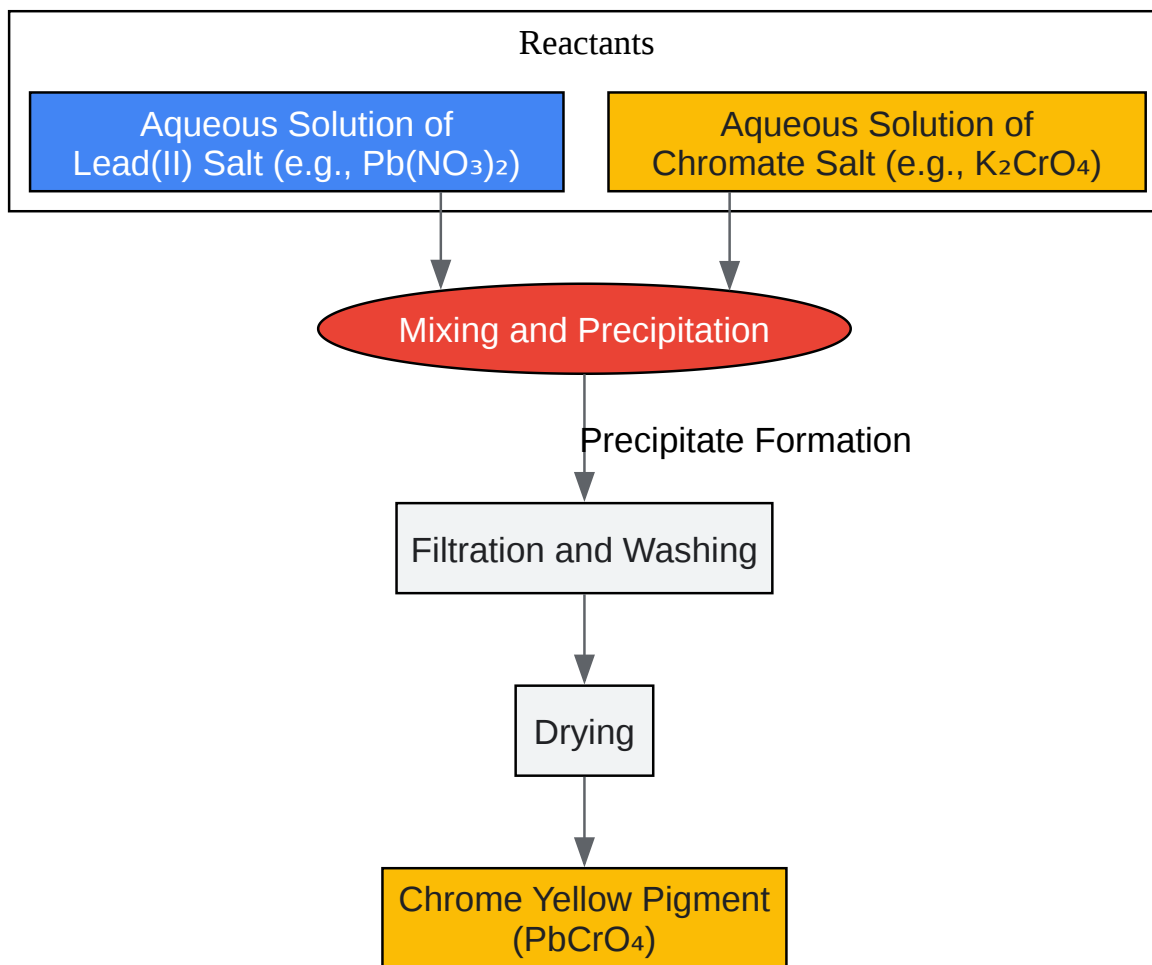 Reactants
Aqueous Solution of
Lead(II) Salt (e.g., Pb(NO₃)₂)
Aqueous Solution of
Chromate Salt (e.g., K₂CrO₄)
Mixing and Precipitation
Precipitate Formation
Filtration and Washing
Drying
Chrome Yellow Pigment
(PbCrO₄)